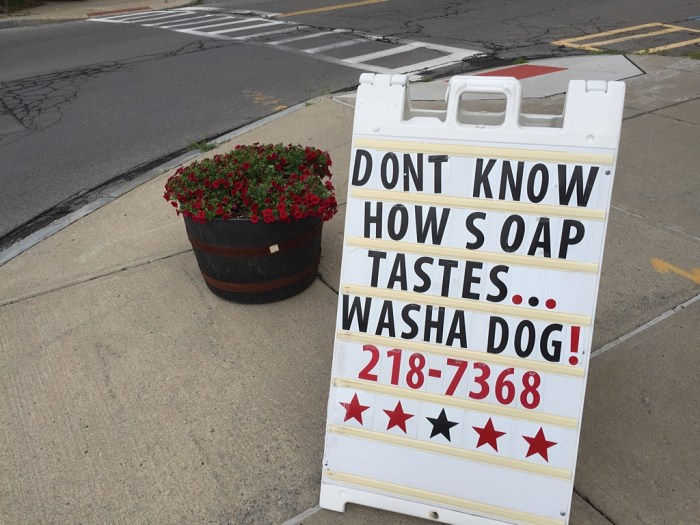 DONT KNOW
HOW SOAP
TASTES...
WASHA DOG!
218-7368